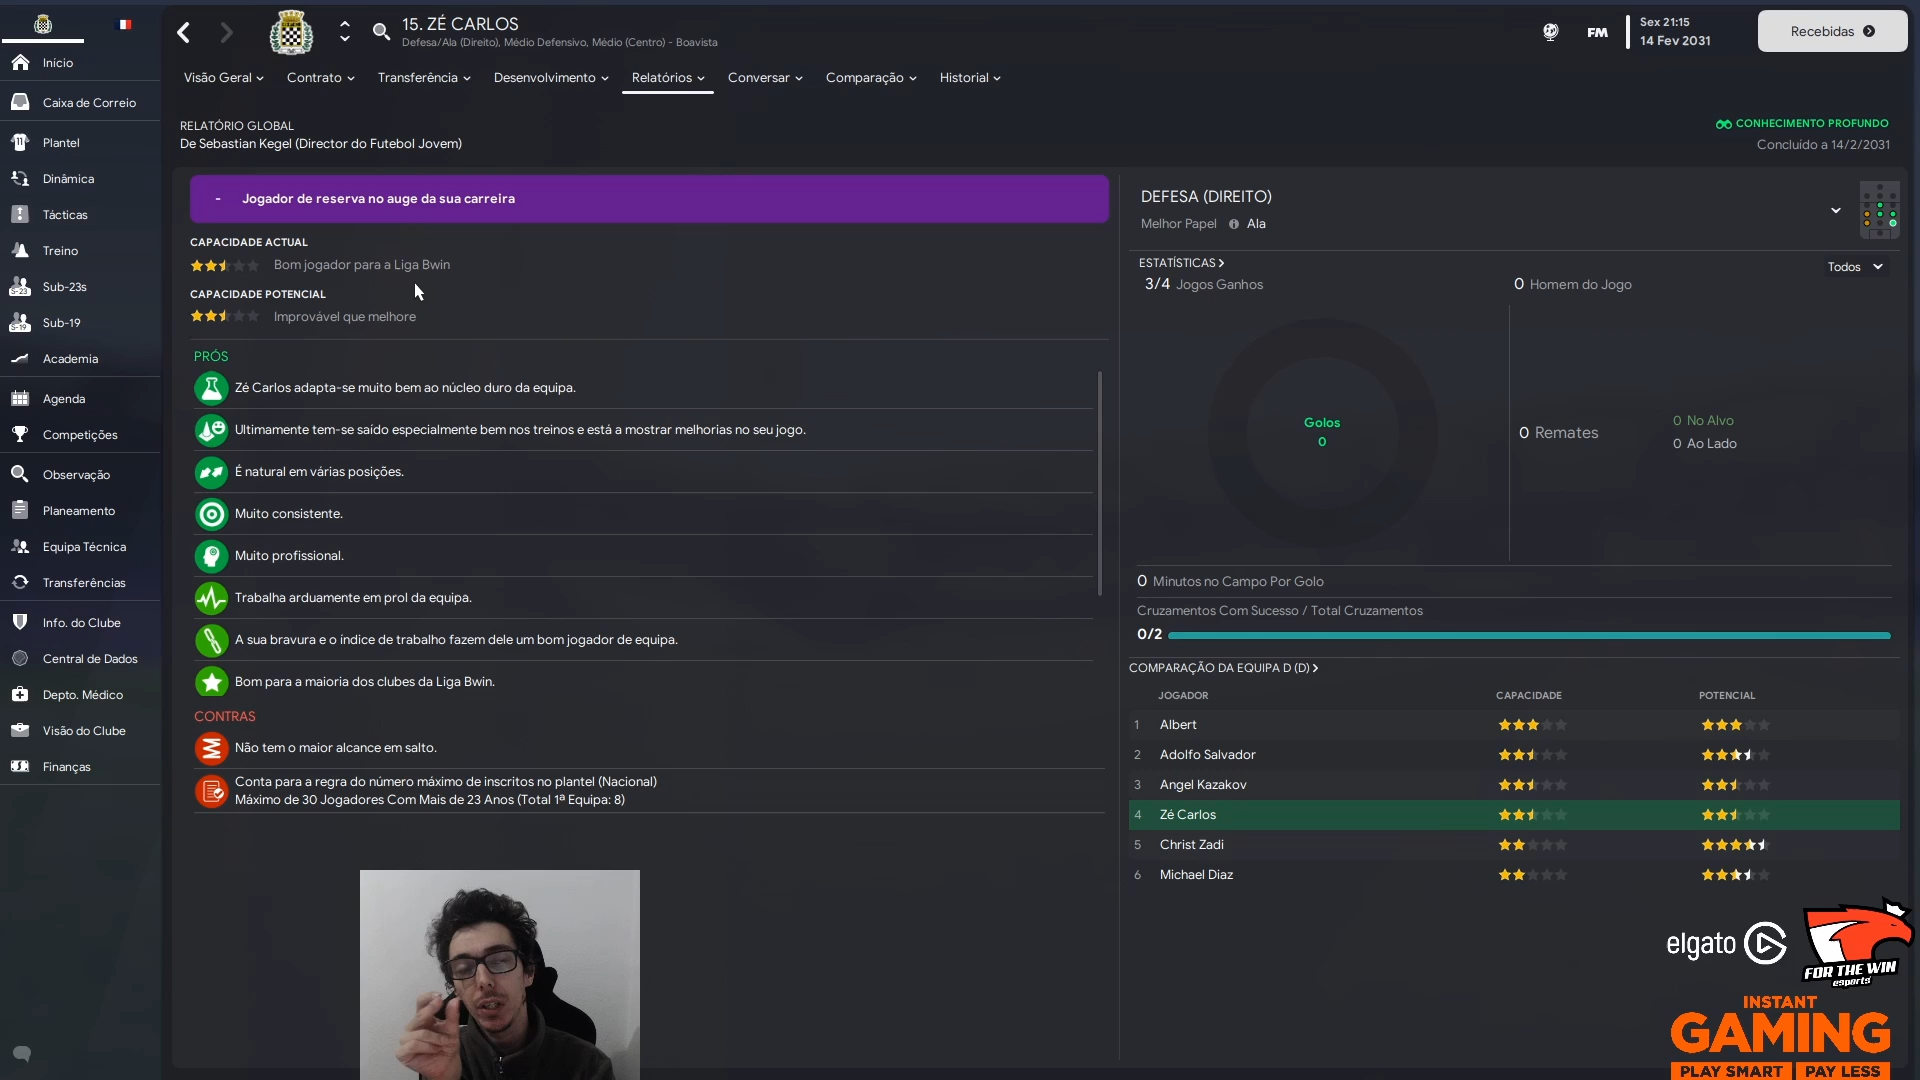 15. ZÉ CARLOS
Defesa/Ala (Direito), Médio Defensivo, Médio (Centro) - Boavista
FM
Sex 21:15
14 Fev 2031
Recebidas
Início
Caixa de Correio
Plantel
Dinâmica
Tácticas
Treino
S-23
Sub-23s
S-19
Sub-19
Academia
Agenda
Competições
Observação
Planeamento
Equipa Técnica
Transferências
Info. do Clube
Central de Dados
Depto. Médico
Visão do Clube
Finanças
Visão Geral
Contrato
Transferência
Desenvolvimento
Relatórios
Conversar
Comparação
Historial
RELATÓRIO GLOBAL
De Sebastian Kegel (Director do Futebol Jovem)
CONHECIMENTO PROFUNDO
Concluído a 14/2/2031
- Jogador de reserva no auge da sua carreira
CAPACIDADE ACTUAL
Bom jogador para a Liga Bwin
CAPACIDADE POTENCIAL
Improvável que melhore
PRÓS
Zé Carlos adapta-se muito bem ao núcleo duro da equipa.
Ultimamente tem-se saído especialmente bem nos treinos e está a mostrar melhorias no seu jogo.
É natural em várias posições.
Muito consistente.
Muito profissional.
Trabalha arduamente em prol da equipa.
A sua bravura e o índice de trabalho fazem dele um bom jogador de equipa.
Bom para a maioria dos clubes da Liga Bwin.
CONTRAS
Não tem o maior alcance em salto.
Conta para a regra do número máximo de inscritos no plantel (Nacional)
Máximo de 30 Jogadores Com Mais de 23 Anos (Total 1ª Equipa: 8)
DEFESA (DIREITO)
Melhor Papel Ala
ESTATÍSTICAS
Todos
3/4 Jogos Ganhos
0 Homem do Jogo
Golos
0
0 Remates
0 No Alvo
0 Ao Lado
0 Minutos no Campo Por Golo
Cruzamentos Com Sucesso / Total Cruzamentos
0/2
COMPARAÇÃO DA EQUIPA D (D)
JOGADOR CAPACIDADE POTENCIAL
1 Albert
2 Adolfo Salvador
3 Angel Kazakov
4 Zé Carlos
5 Christ Zadi
6 Michael Diaz
elgato
FOR THE WIN
esports
INSTANT
GAMING
PLAY SMART PAY LESS